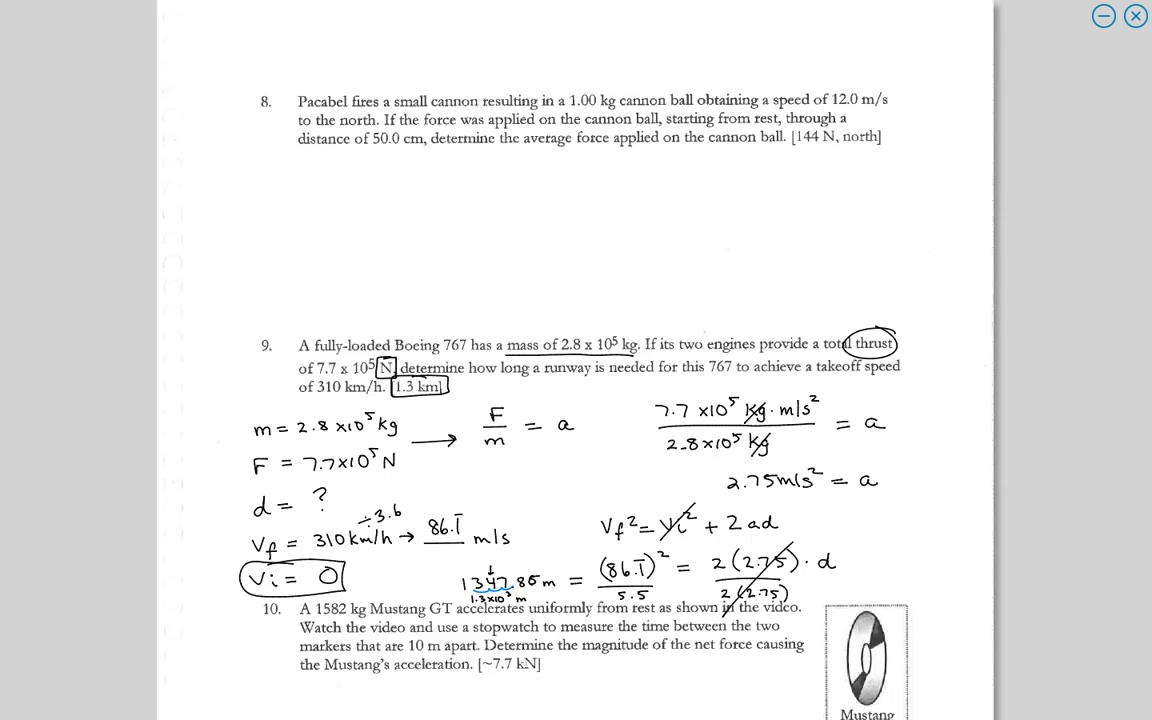 8. Pacabel fires a small cannon resulting in a 1.00 kg cannon ball obtaining a speed of 12.0 m/s
to the north. If the force was applied on the cannon ball, starting from rest, through a
distance of 50.0 cm, determine the average force applied on the cannon ball. [144 N, north]
9. A fully-loaded Boeing 767 has a mass of 2.8 x 10⁵ kg. If its two engines provide a total thrust
of 7.7 x 10⁵ N, determine how long a runway is needed for this 767 to achieve a takeoff speed
of 310 km/h. [1.3 km]
m = 2.8 x10⁵ kg → F/m = a
7.7 x10⁵ kg·m/s² / 2.8 x10⁵ kg = a
F = 7.7x10⁵ N
2.75 m/s² = a
d = ?
Vf = 310 km/h ÷3.6 → 86.1̅ m/s
Vf² = Vi² + 2ad
Vi = 0
1347.85 m = (86.1̅)² / 5.5 = 2(2.75)·d / 2(2.75)
1.3x10³ m
10. A 1582 kg Mustang GT accelerates uniformly from rest as shown in the video.
Watch the video and use a stopwatch to measure the time between the two
markers that are 10 m apart. Determine the magnitude of the net force causing
the Mustang's acceleration. [~7.7 kN]
Mustang